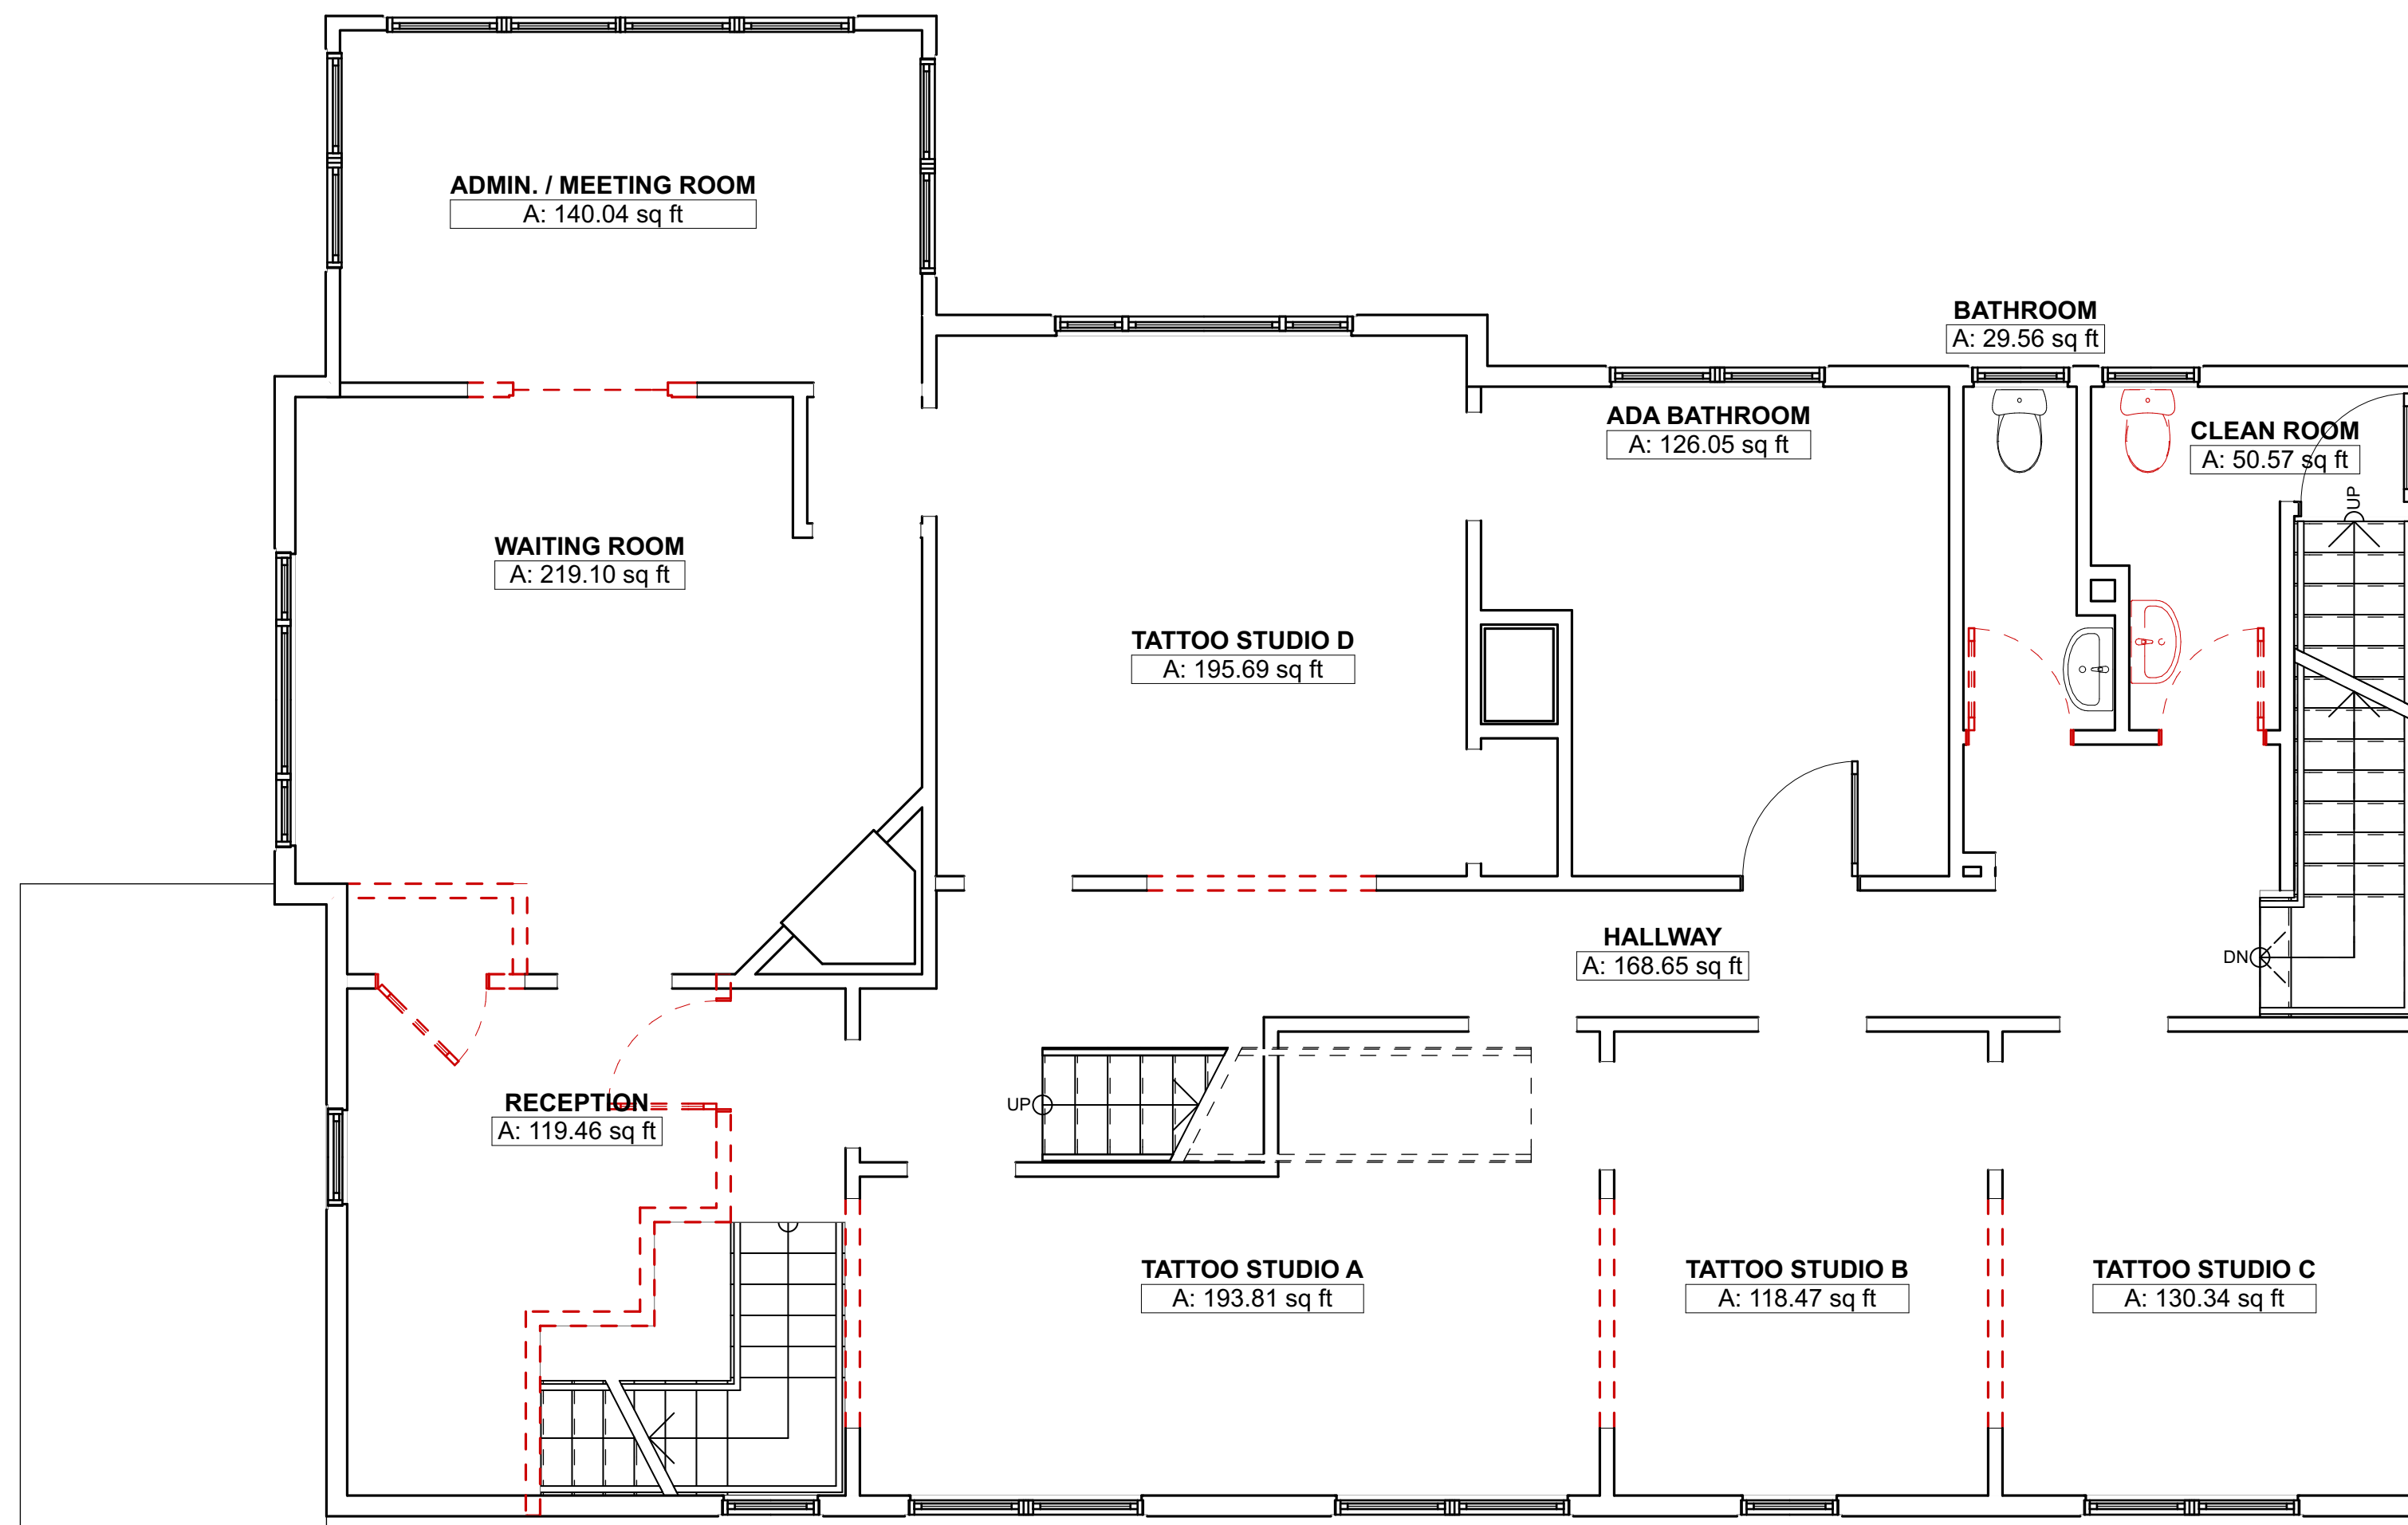 ADMIN. / MEETING ROOM
A: 140.04 sq ft
BATHROOM
A: 29.56 sq ft
ADA BATHROOM
A: 126.05 sq ft
CLEAN ROOM
A: 50.57 sq ft
UP
WAITING ROOM
A: 219.10 sq ft
TATTOO STUDIO D
A: 195.69 sq ft
HALLWAY
A: 168.65 sq ft
DN
RECEPTION
A: 119.46 sq ft
UP
TATTOO STUDIO A
A: 193.81 sq ft
TATTOO STUDIO B
A: 118.47 sq ft
TATTOO STUDIO C
A: 130.34 sq ft